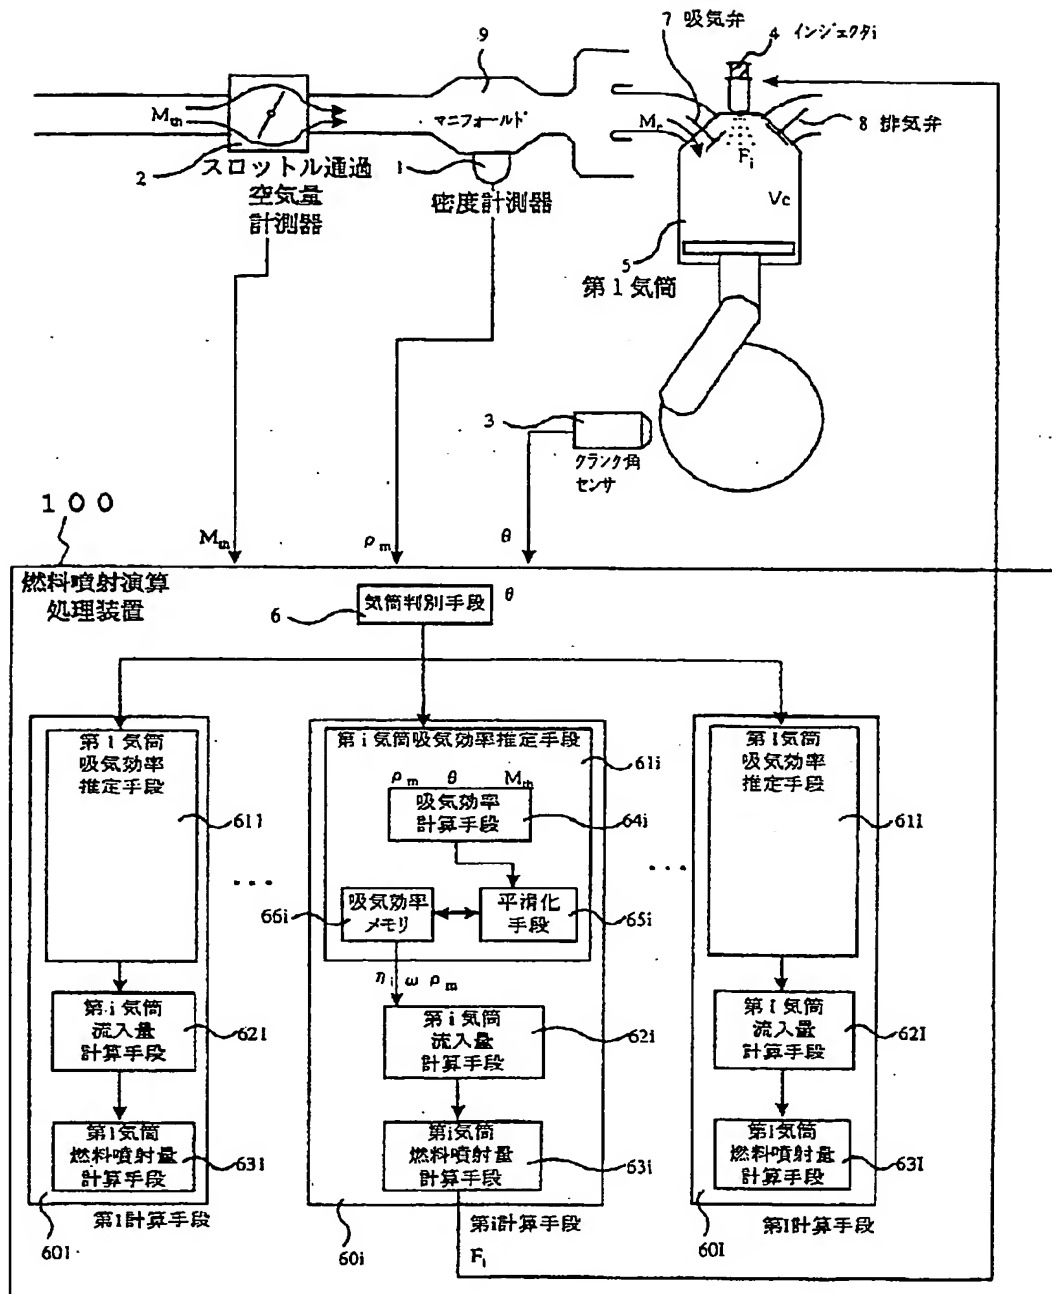 9
7 吸気弁
4 インジェクタi
Mth
マニフォールド
Fi
8 排気弁
Vc
2
スロットル通過
空気量
計測器
1
密度計測器
5
第1気筒
3
クランク角
センサ
100
Mth
ρm
θ
燃料噴射演算
処理装置
6
気筒判別手段
θ
第1気筒
吸気効率
推定手段
611
第i気筒吸気効率推定手段
61i
ρm θ Mth
吸気効率
計算手段
64i
吸気効率
メモリ
66i
平滑化
手段
65i
第I気筒
吸気効率
推定手段
61I
...
...
ηi ω ρm
第i気筒
流入量
計算手段
621
第i気筒
流入量
計算手段
62i
第I気筒
流入量
計算手段
62I
第1気筒
燃料噴射量
計算手段
631
第i気筒
燃料噴射量
計算手段
63i
第I気筒
燃料噴射量
計算手段
63I
第1計算手段
601
第i計算手段
60i
第I計算手段
60I
Fi